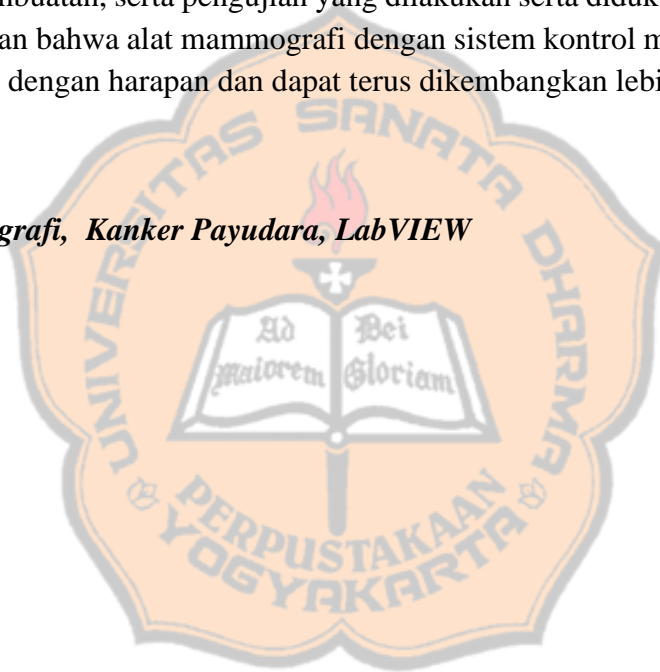 mbuatan, serta pengujian yang dilakukan serta diduk
an bahwa alat mammografi dengan sistem kontrol m
dengan harapan dan dapat terus dikembangkan lebi
grafi, Kanker Payudara, LabVIEW
UNIVERSITAS SANATA DHARMA
Ad Dei
Maiorem Gloriam
PERPUSTAKAAN
YOGYAKARTA